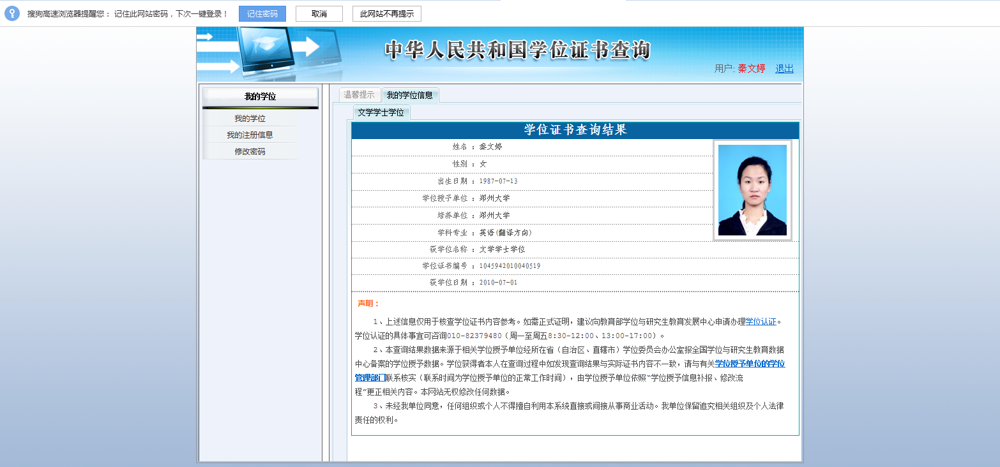 搜狗高速浏览器提醒您： 记住此网站密码，下次一键登录！ 记住密码 取消 此网站不再提示
中华人民共和国学位证书查询
用户: 秦文婷 退出
我的学位
我的学位
我的注册信息
修改密码
温馨提示 我的学位信息
文学学士学位
学位证书查询结果
姓名 ： 秦文婷
性别 ： 女
出生日期 ： 1987-07-13
学位授予单位 ： 郑州大学
培养单位 ： 郑州大学
学科专业 ： 英语(翻译方向)
获学位名称 ： 文学学士学位
学位证书编号 ： 1045942010040519
获学位日期 ： 2010-07-01
声明：
1、上述信息仅用于核查学位证书内容参考。如需正式证明，建议向教育部学位与研究生教育发展中心申请办理学位认证。
学位认证的具体事宜可咨询010-82379480（周一至周五8:30-12:00、13:00-17:00）。
2、本查询结果数据来源于相关学位授予单位经所在省（自治区、直辖市）学位委员会办公室报全国学位与研究生教育数据
中心备案的学位授予数据。学位获得者本人在查询过程中如发现查询结果与实际证书内容不一致，请与有关学位授予单位的学位
管理部门联系核实（联系时间为学位授予单位的正常工作时间），由学位授予单位依照“学位授予信息补报、修改流
程”更正相关内容。本网站无权修改任何数据。
3、未经我单位同意，任何组织或个人不得擅自利用本系统直接或间接从事商业活动。我单位保留追究相关组织及个人法律
责任的权利。